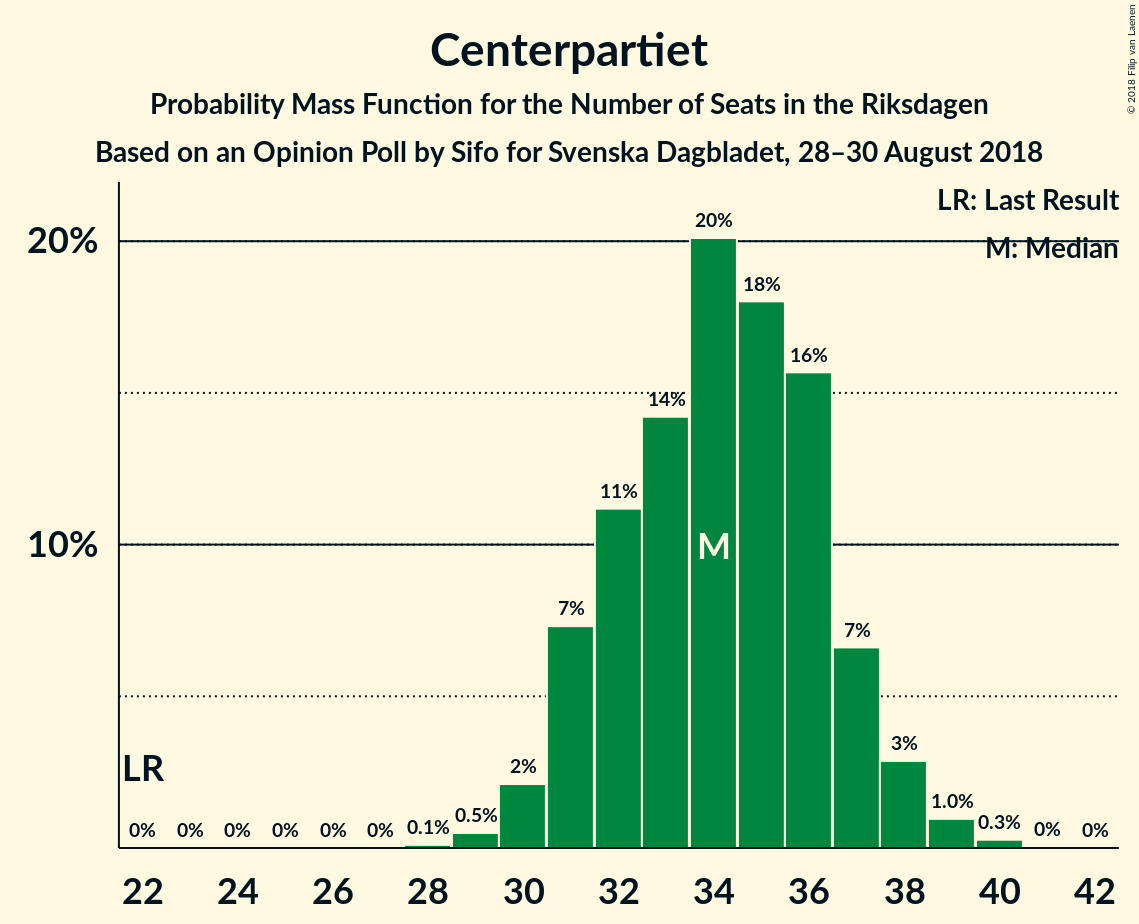 Centerpartiet
Probability Mass Function for the Number of Seats in the Riksdagen
Based on an Opinion Poll by Sifo for Svenska Dagbladet, 28–30 August 2018
© 2018 Filip van Laenen
LR: Last Result
M: Median
20%
10%
20%
18%
16%
14%
11%
M
7%
7%
3%
LR
2%
0% 0% 0% 0% 0% 0% 0.1% 0.5% 1.0% 0.3% 0% 0%
22 24 26 28 30 32 34 36 38 40 42